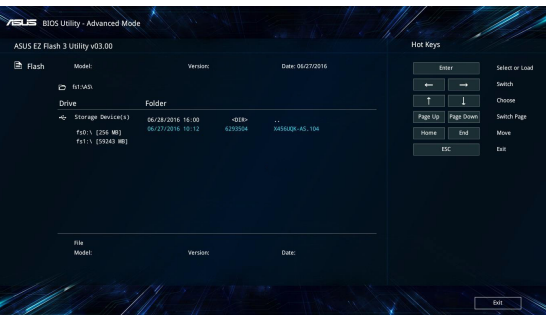 ASUS BIOS Utility - Advanced Mode
ASUS EZ Flash 3 Utility v03.00
Hot Keys
Flash
Model: Version: Date: 06/27/2016
fs1:\AS\
Drive Folder
Storage Device(s)
fs0:\ [256 MB]
fs1:\ [59243 MB]
06/28/2016 16:00 <DIR> ..
06/27/2016 10:12 6293504 X456UQK-AS.104
File
Model: Version: Date:
Enter Select or Load
← → Switch
↑ ↓ Choose
Page Up Page Down Switch Page
Home End Move
ESC Exit
Exit